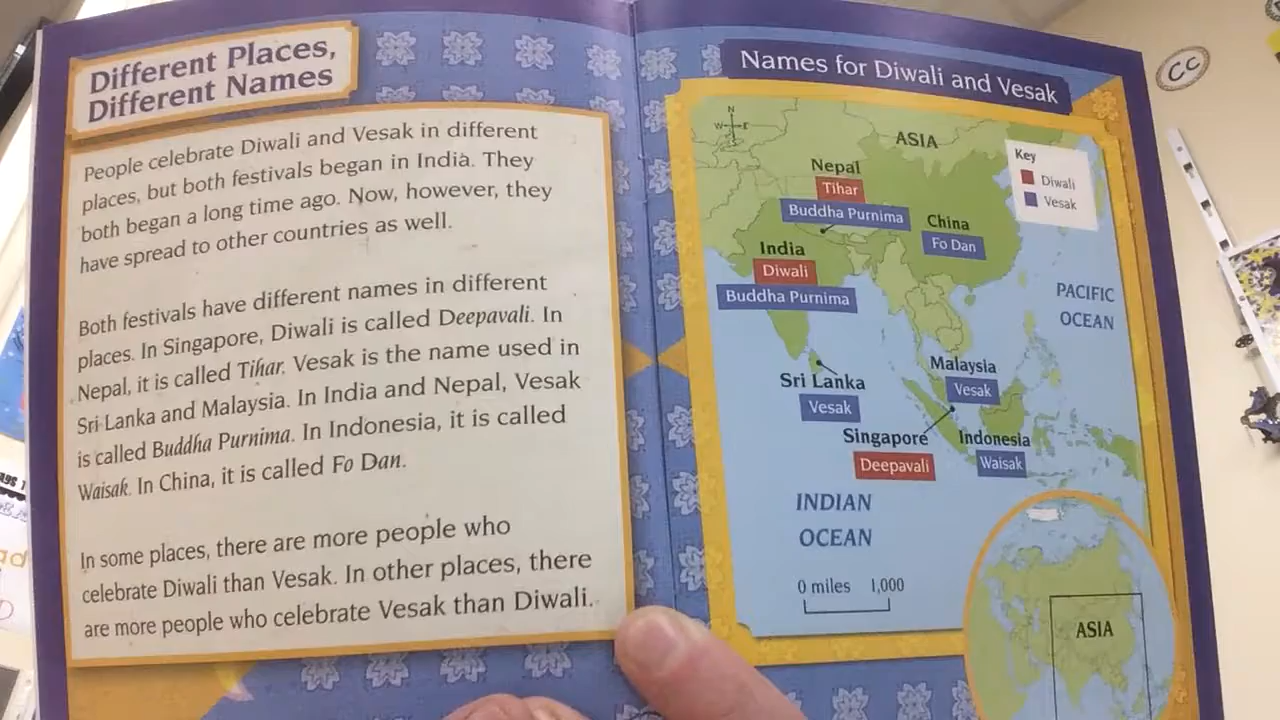 Different Places,
Different Names
People celebrate Diwali and Vesak in different
places, but both festivals began in India. They
both began a long time ago. Now, however, they
have spread to other countries as well.
Both festivals have different names in different
places. In Singapore, Diwali is called Deepavali. In
Nepal, it is called Tihar. Vesak is the name used in
Sri Lanka and Malaysia. In India and Nepal, Vesak
is called Buddha Purnima. In Indonesia, it is called
Waisak. In China, it is called Fo Dan.
In some places, there are more people who
celebrate Diwali than Vesak. In other places, there
are more people who celebrate Vesak than Diwali.
Names for Diwali and Vesak
N
W E
ASIA
Key
Diwali
Vesak
Nepal
Tihar
Buddha Purnima
China
Fo Dan
India
Diwali
Buddha Purnima
PACIFIC
OCEAN
Sri Lanka
Vesak
Malaysia
Vesak
Singapore
Deepavali
Indonesia
Waisak
INDIAN
OCEAN
0 miles 1,000
ASIA
Cc